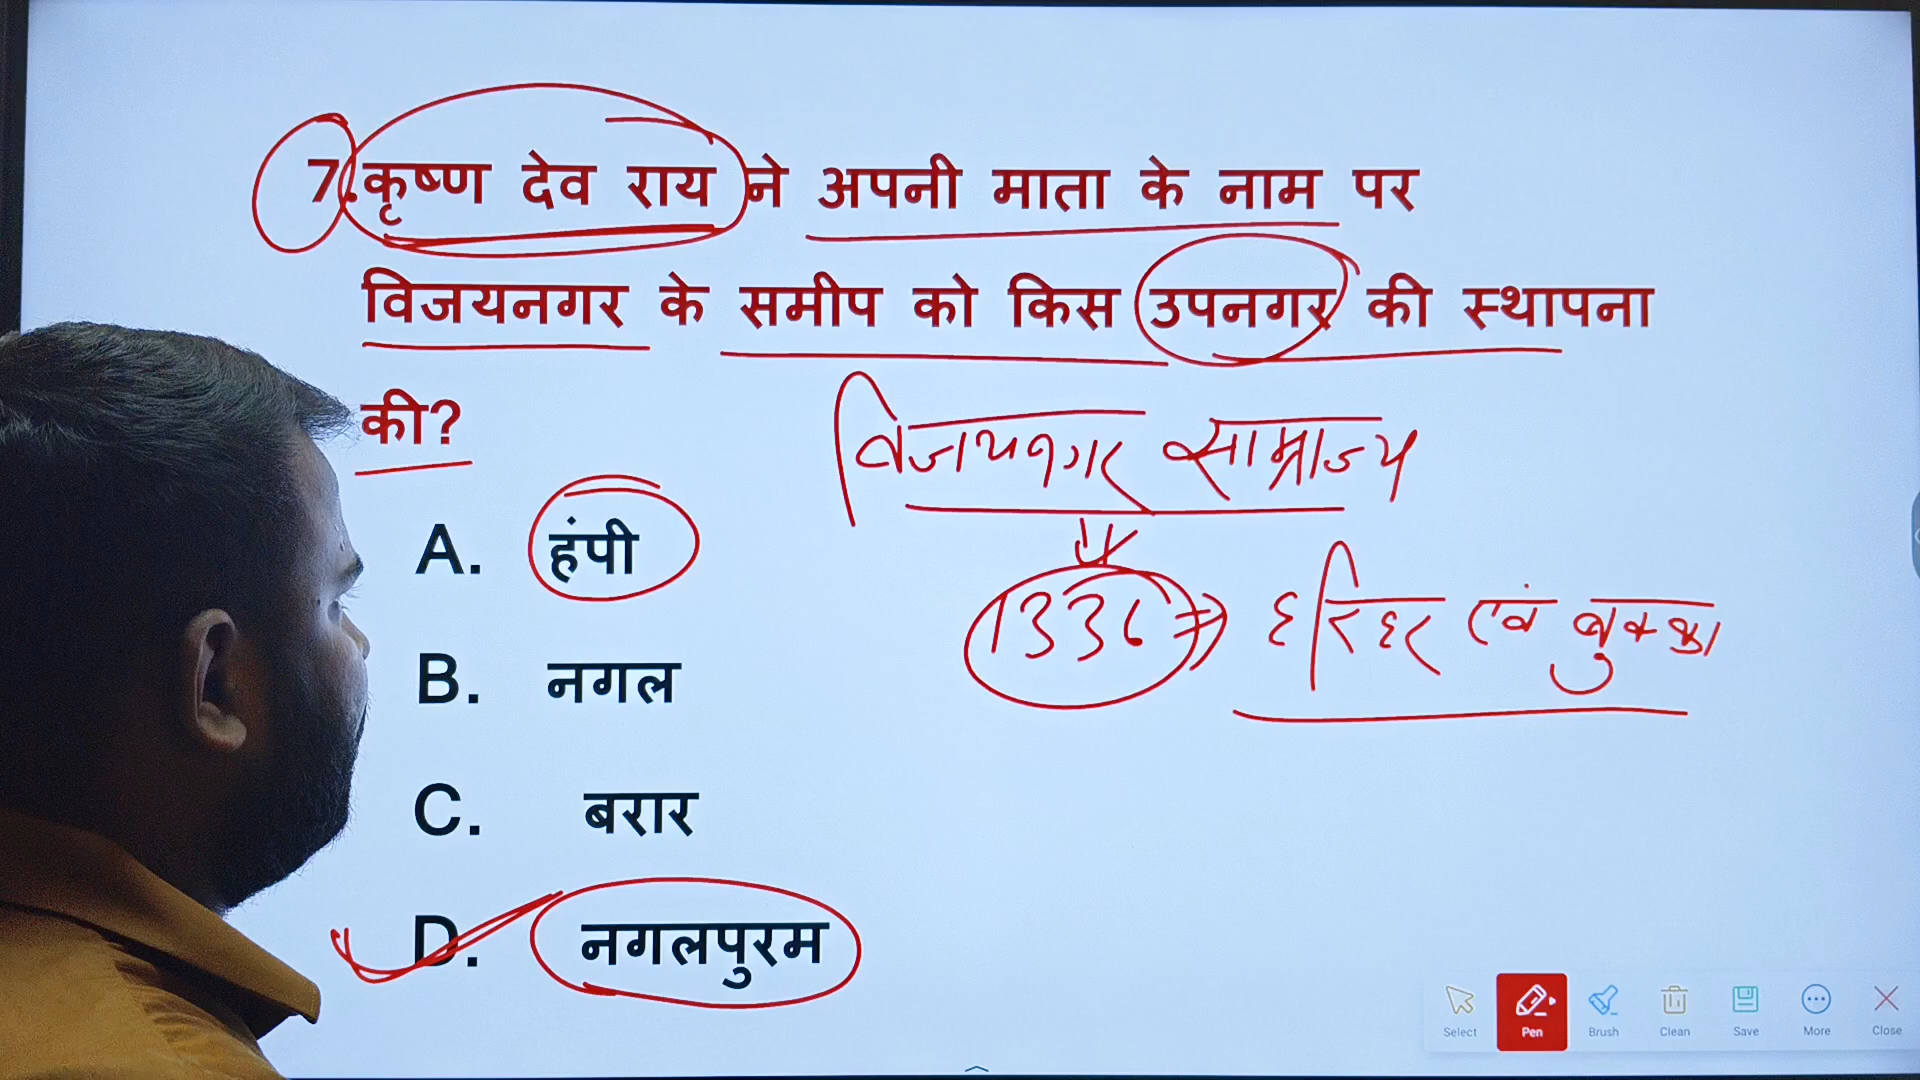 7.कृष्ण देव राय ने अपनी माता के नाम पर
विजयनगर के समीप को किस उपनगर की स्थापना
की?
विजयनगर साम्राज्य
A. हंपी
1336 ⇒ हरिहर एवं बुक्का
B. नगल
C. बरार
D. नगलपुरम
Select Pen Brush Clean Save More Close